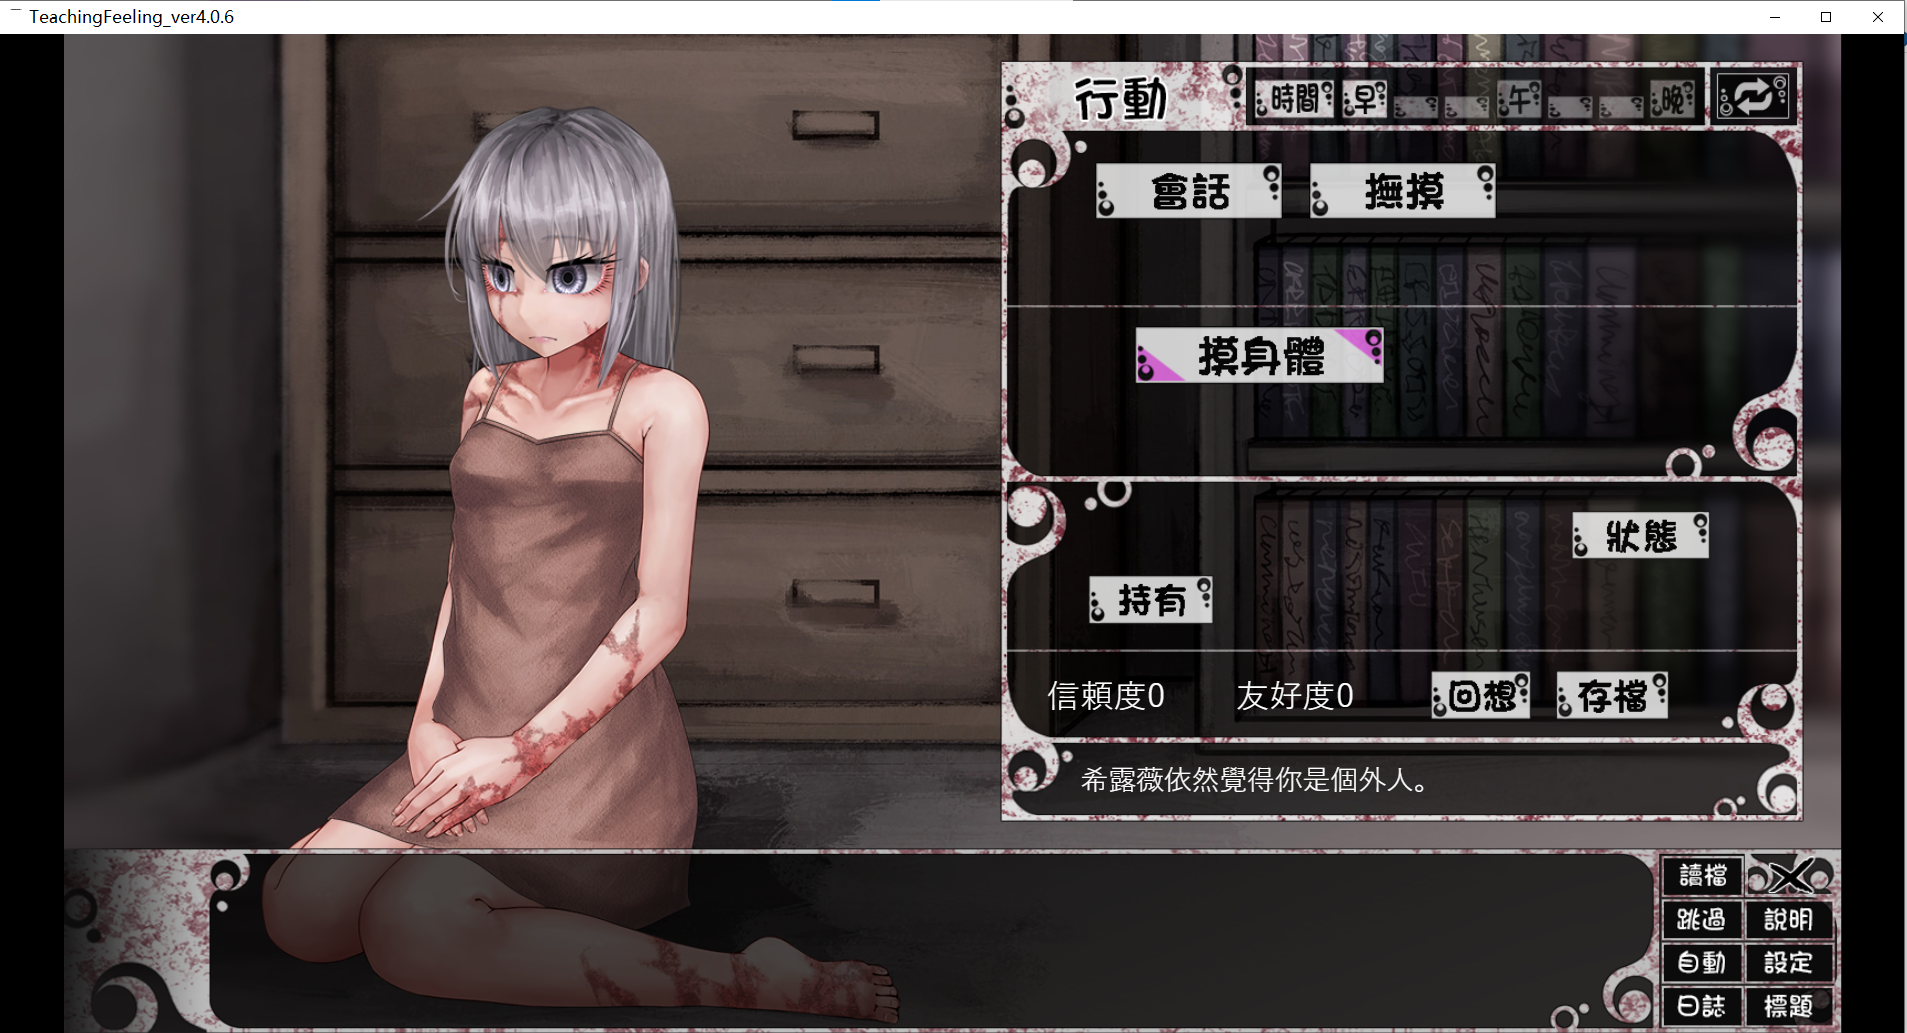 TeachingFeeling_ver4.0.6
行動
時間 早 午 晚
會話 撫摸
摸身體
狀態
持有
信賴度0 友好度0 回想 存檔
希露薇依然覺得你是個外人。
讀檔
跳過 說明
自動 設定
日誌 標題